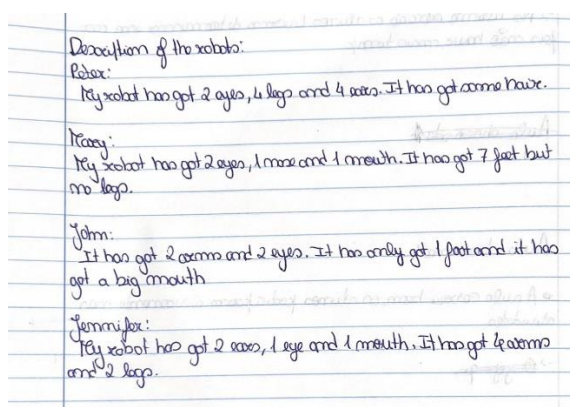 Description of the robots:
Peter:
My robot has got 2 eyes, 4 legs and 4 ears. It has got some hair.
Mary:
My robot has got 2 eyes, 1 nose and 1 mouth. It has got 7 feet but
no legs.
John:
It has got 2 arms and 2 eyes. It has only got 1 foot and it has
got a big mouth
Jennifer:
My robot has got 2 ears, 1 eye and 1 mouth. It has got 4 arms
and 2 legs.